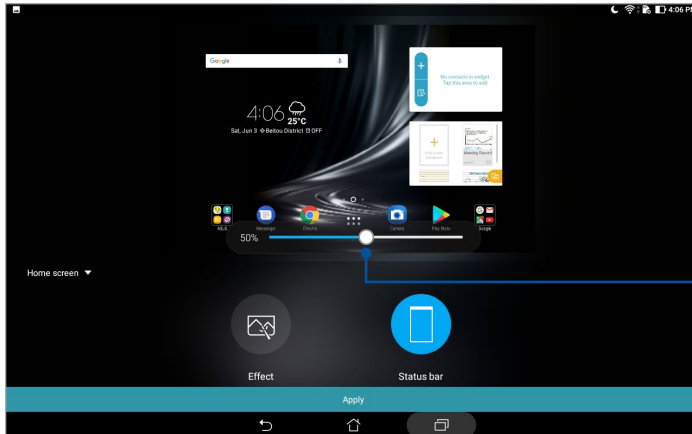 4:06 PM
Google
No contacts in widget
Tap this area to add
4:06
25°C
Sat, Jun 3 Beitou District OFF
ASUS Messenger Chrome Camera Play Store Google
50%
Home screen
Effect Status bar
Apply